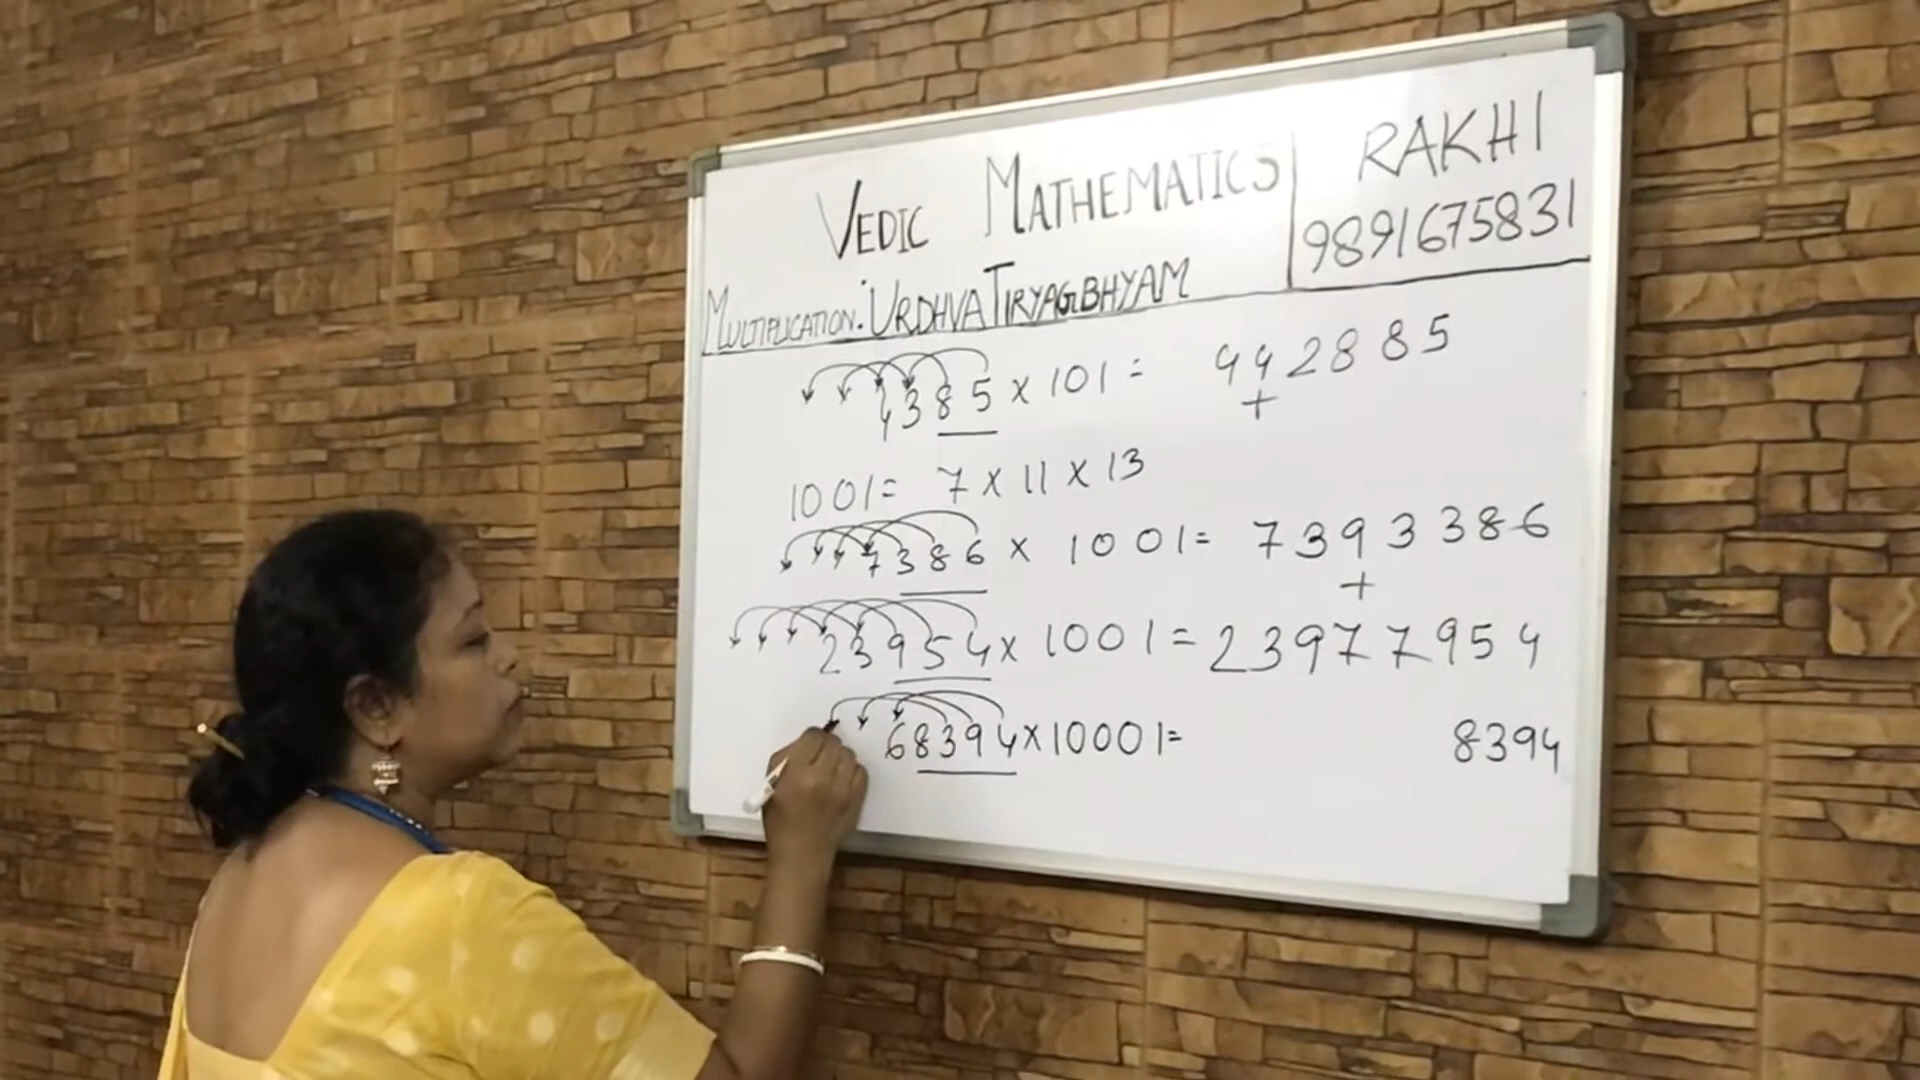 VEDIC MATHEMATICS
RAKHI
9891675831
MULTIPLICATION: URDHVA TIRYAGBHYAM
4385 x 101 = 442885
+
1001 = 7 x 11 x 13
7386 x 1001 = 7393386
+
23954 x 1001 = 23977954
68394 x 10001 = 8394